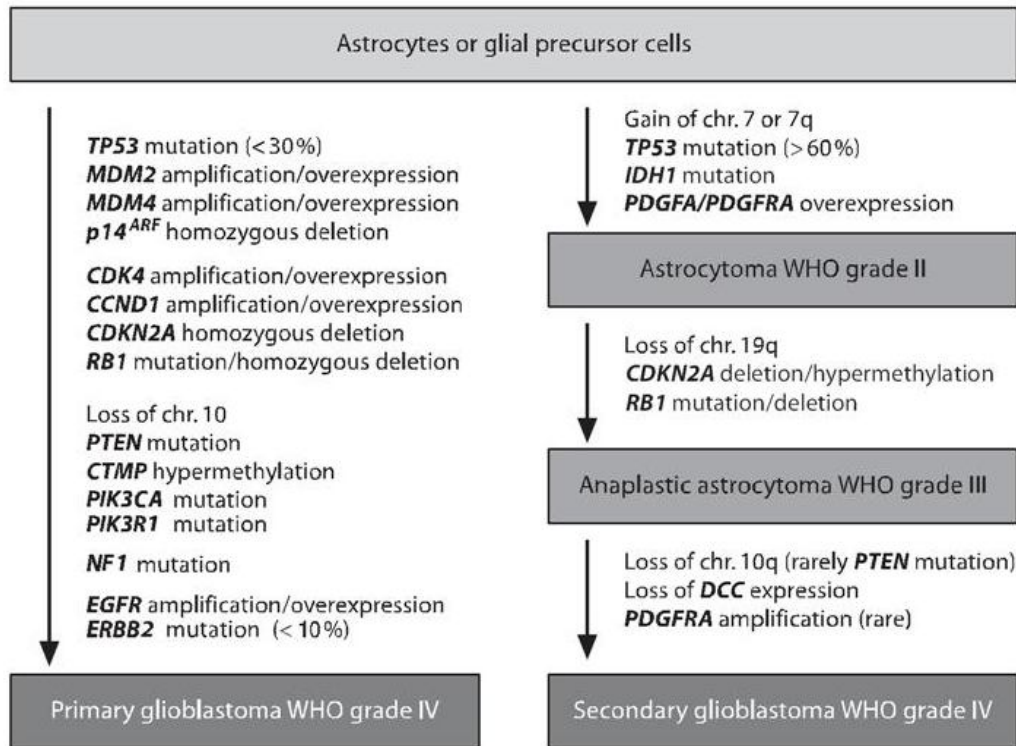 Astrocytes or glial precursor cells
TP53 mutation (< 30 %)
MDM2 amplification/overexpression
MDM4 amplification/overexpression
p14ARF homozygous deletion
CDK4 amplification/overexpression
CCND1 amplification/overexpression
CDKN2A homozygous deletion
RB1 mutation/homozygous deletion
Loss of chr. 10
PTEN mutation
CTMP hypermethylation
PIK3CA mutation
PIK3R1 mutation
NF1 mutation
EGFR amplification/overexpression
ERBB2 mutation (< 10 %)
Primary glioblastoma WHO grade IV
Gain of chr. 7 or 7q
TP53 mutation (> 60 %)
IDH1 mutation
PDGFA/PDGFRA overexpression
Astrocytoma WHO grade II
Loss of chr. 19q
CDKN2A deletion/hypermethylation
RB1 mutation/deletion
Anaplastic astrocytoma WHO grade III
Loss of chr. 10q (rarely PTEN mutation)
Loss of DCC expression
PDGFRA amplification (rare)
Secondary glioblastoma WHO grade IV